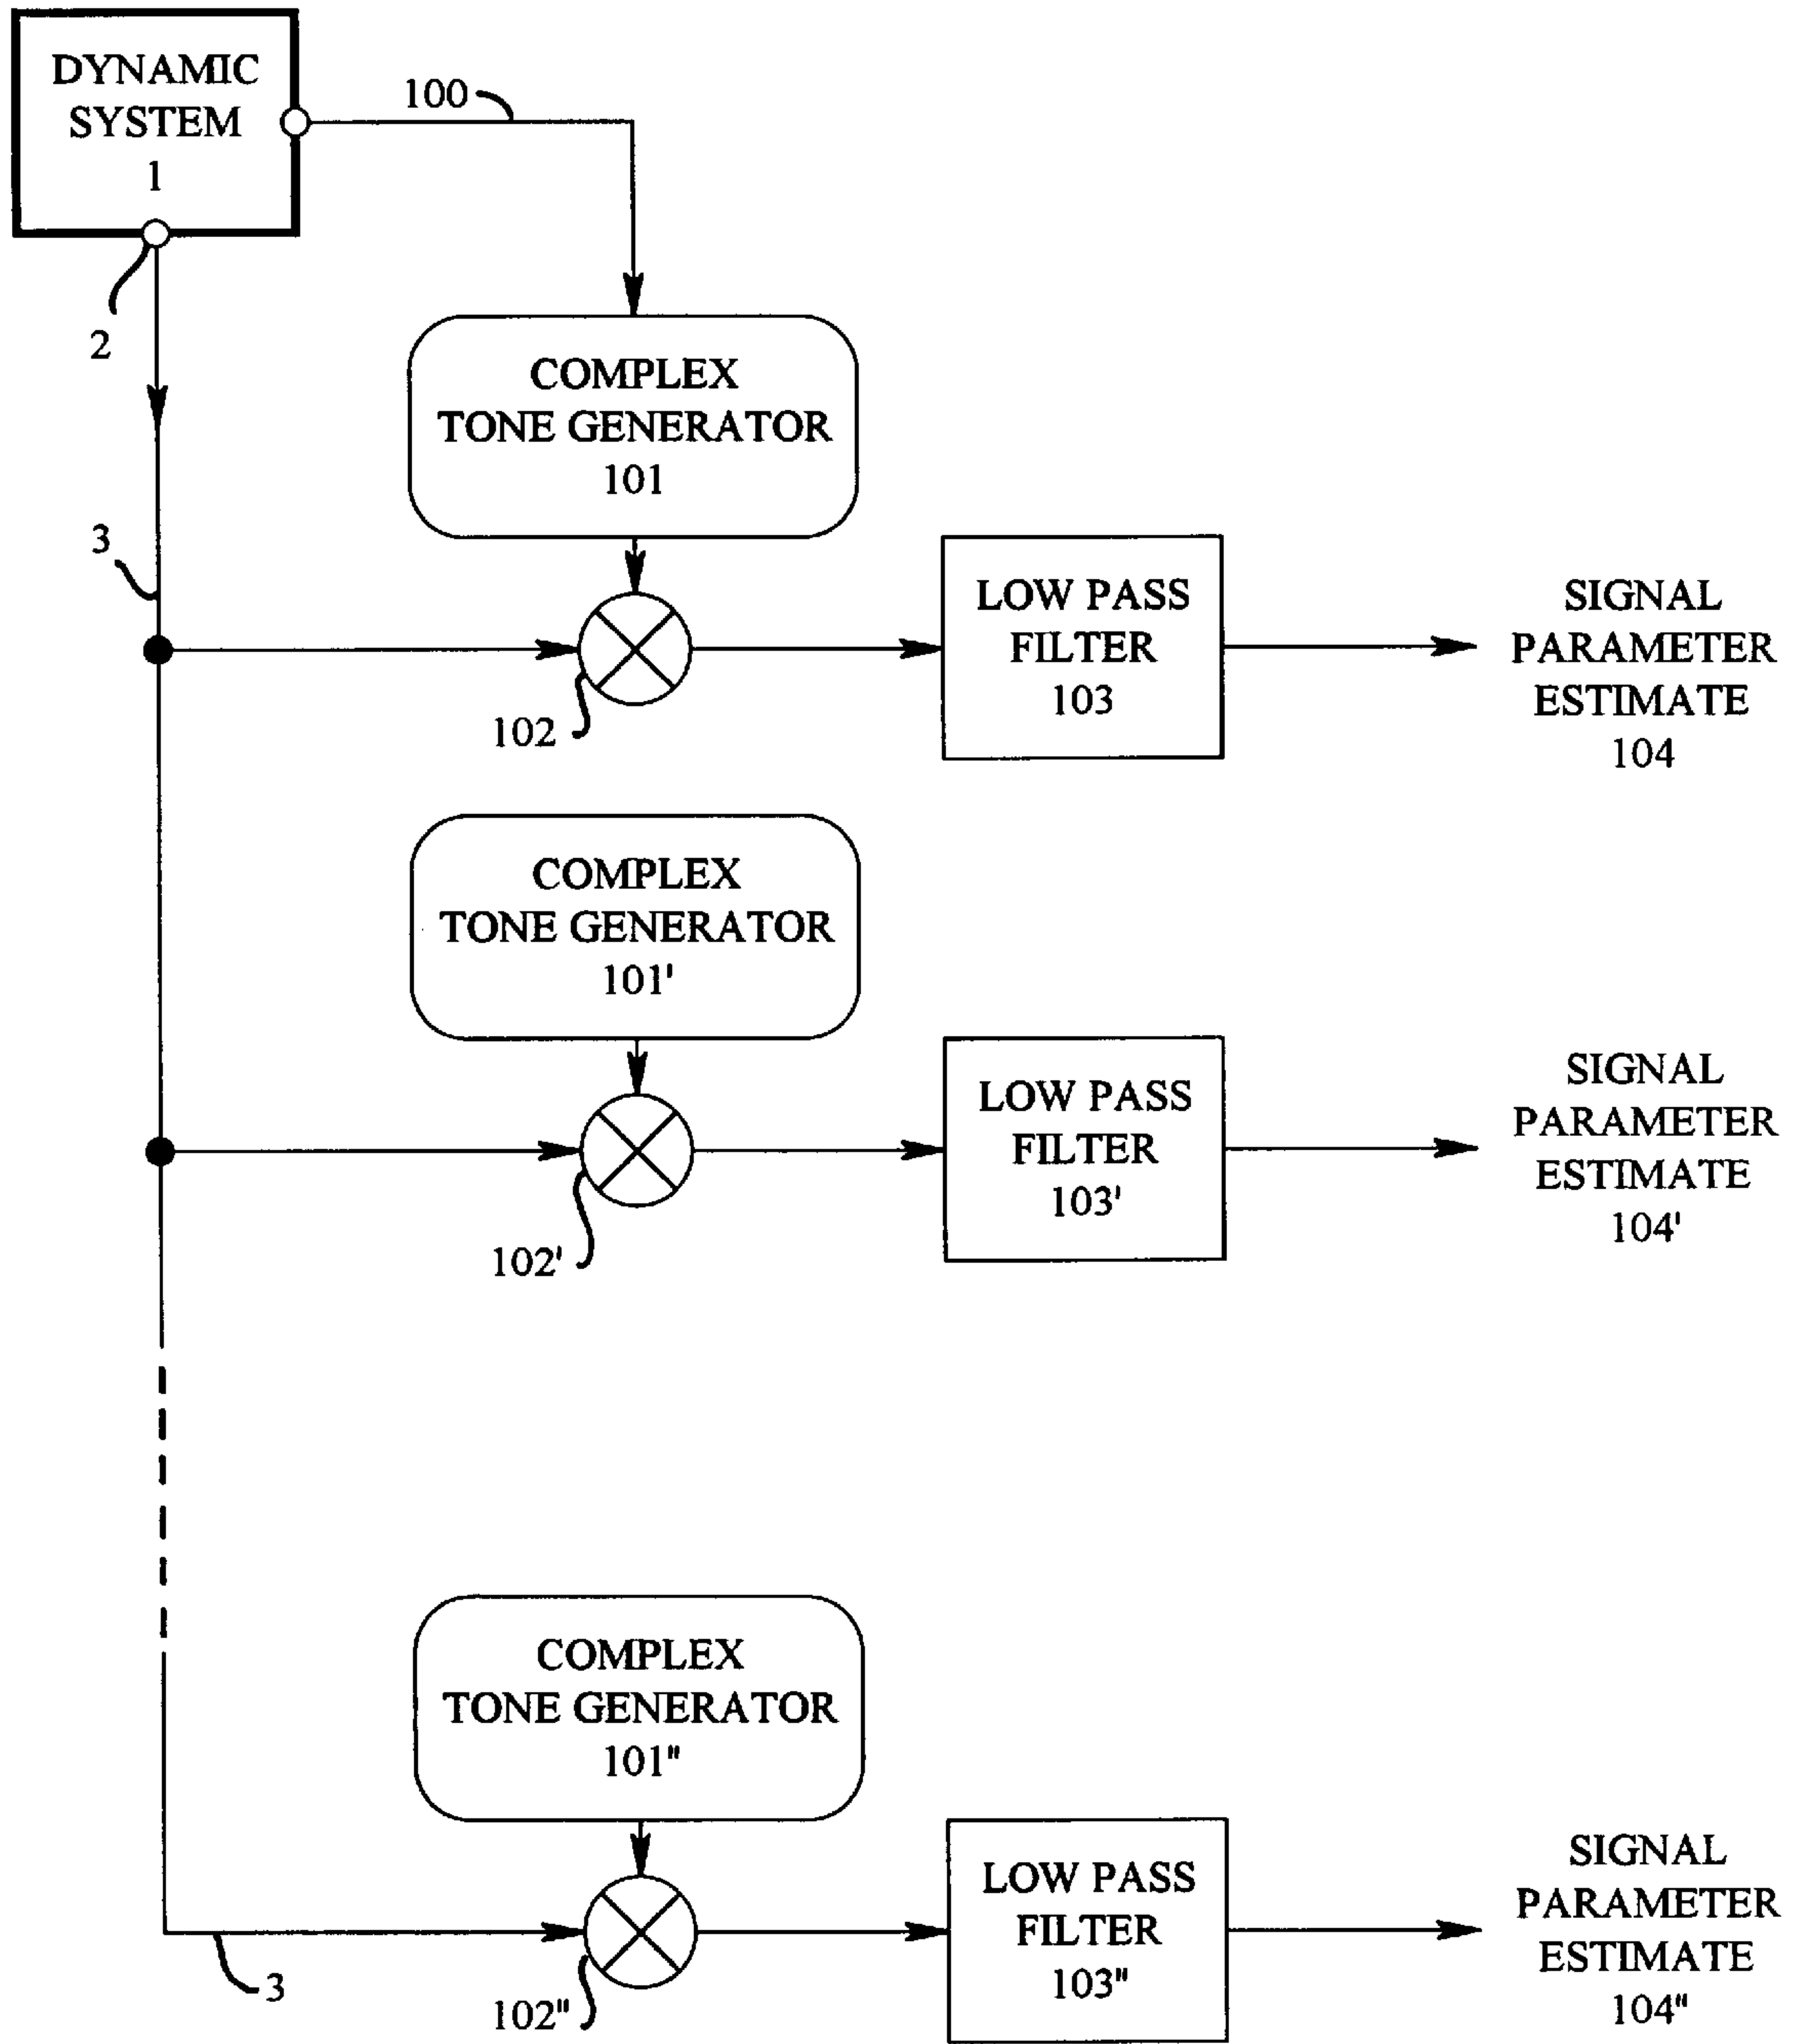 DYNAMIC
SYSTEM
1
100
2
COMPLEX
TONE GENERATOR
101
3
LOW PASS
FILTER
103
SIGNAL
PARAMETER
ESTIMATE
104
102
COMPLEX
TONE GENERATOR
101'
LOW PASS
FILTER
103'
SIGNAL
PARAMETER
ESTIMATE
104'
102'
COMPLEX
TONE GENERATOR
101"
LOW PASS
FILTER
103"
SIGNAL
PARAMETER
ESTIMATE
104"
3
102"